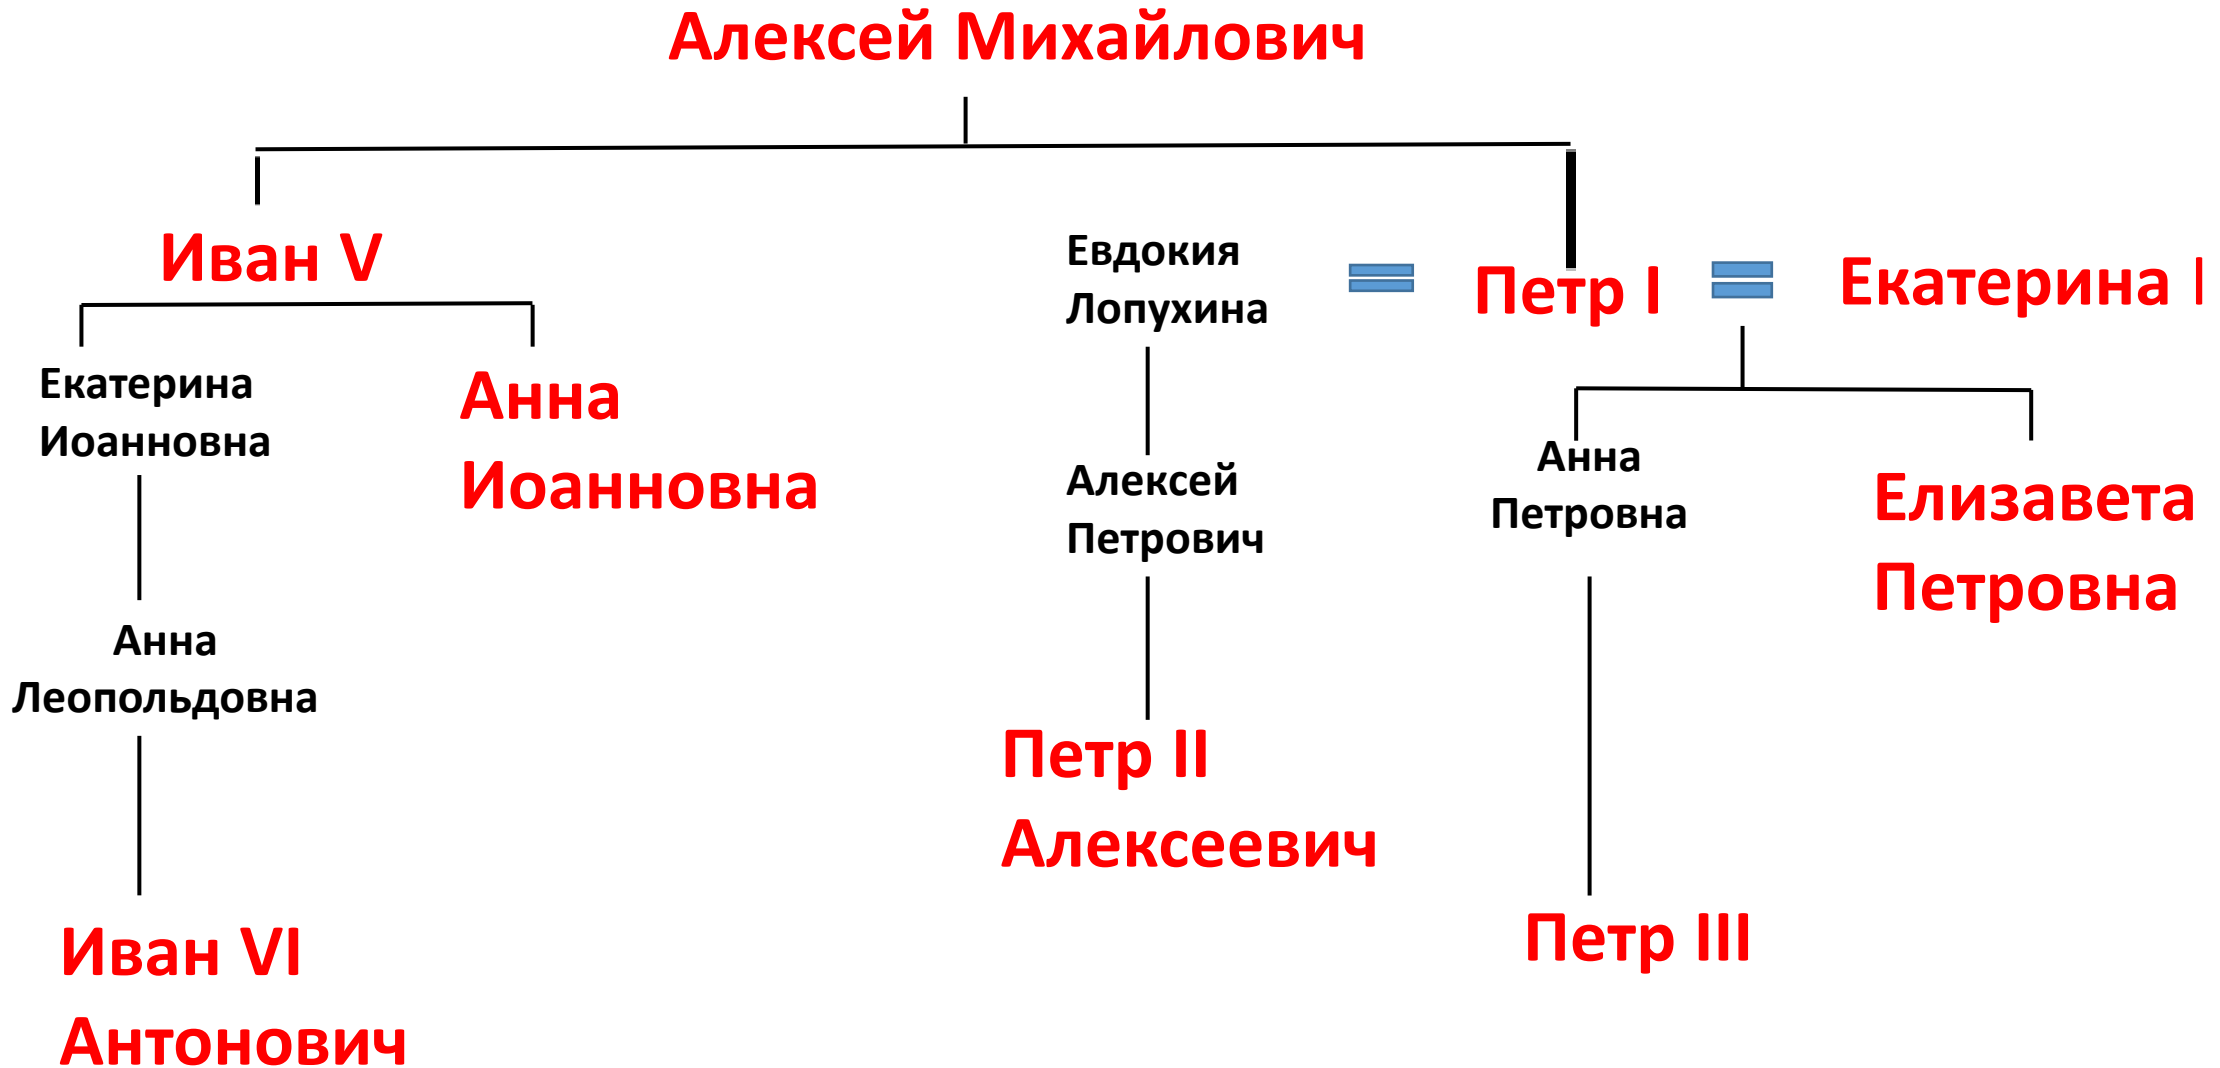 Алексей Михайлович
Иван V
Евдокия
Лопухина
Петр I
Екатерина I
Екатерина
Иоанновна
Анна
Иоанновна
Алексей
Петрович
Анна
Петровна
Елизавета
Петровна
Анна
Леопольдовна
Петр II
Алексеевич
Петр III
Иван VI
Антонович